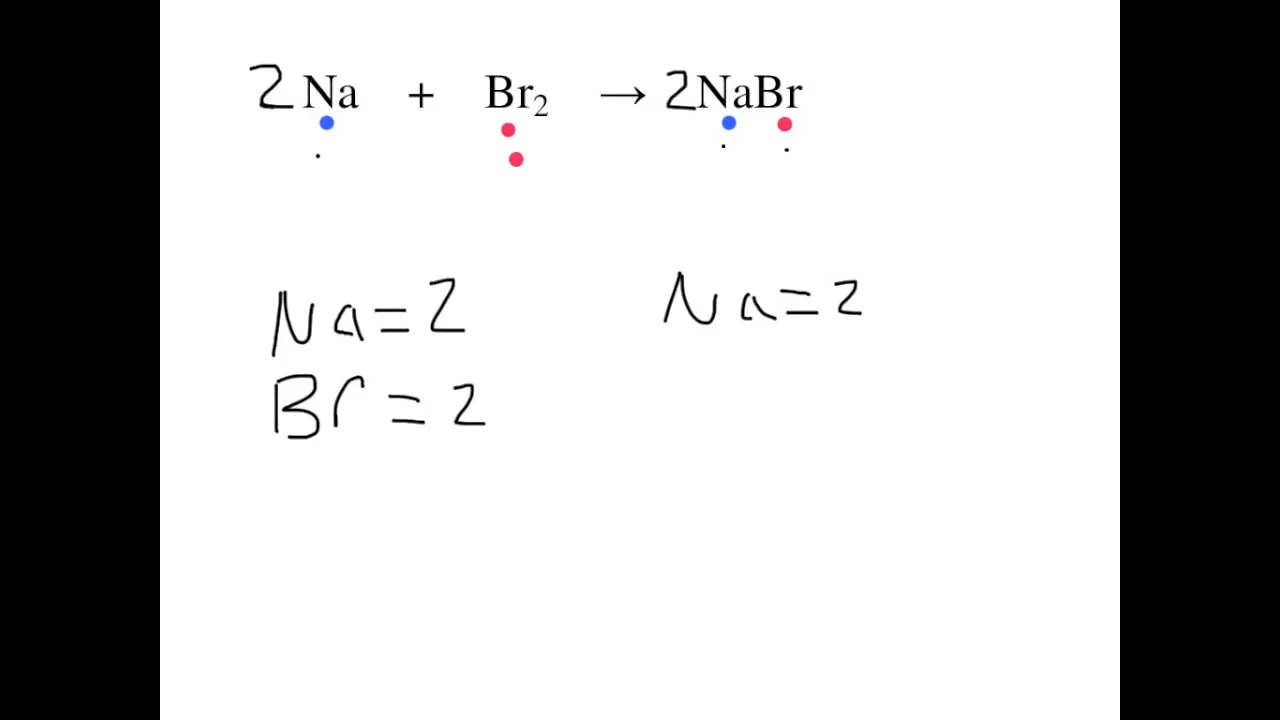 2Na + Br₂ → 2NaBr
Na=2 Na=2
Br=2